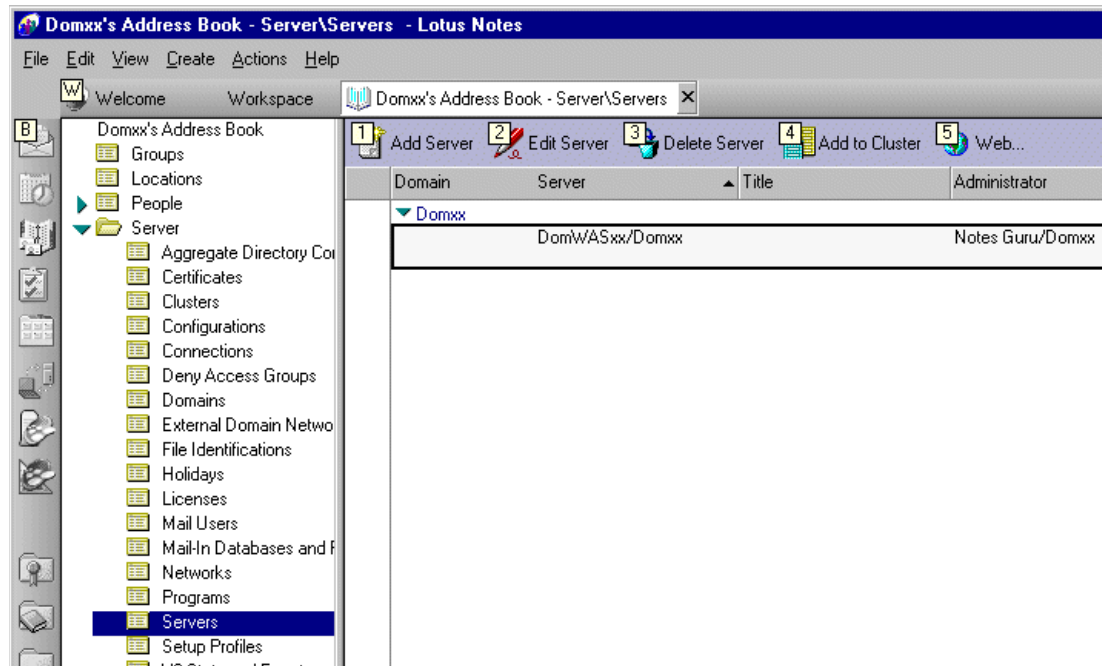 Domxx's Address Book - Server\Servers - Lotus Notes
File Edit View Create Actions Help
W Welcome Workspace Domxx's Address Book - Server\Servers
B
Domxx's Address Book
Groups
Locations
People
Server
Aggregate Directory Co
Certificates
Clusters
Configurations
Connections
Deny Access Groups
Domains
External Domain Netwo
File Identifications
Holidays
Licenses
Mail Users
Mail-In Databases and
Networks
Programs
Servers
Setup Profiles
1 Add Server 2 Edit Server 3 Delete Server 4 Add to Cluster 5 Web...
Domain Server Title Administrator
Domxx
DomWASxx/Domxx Notes Guru/Domxx